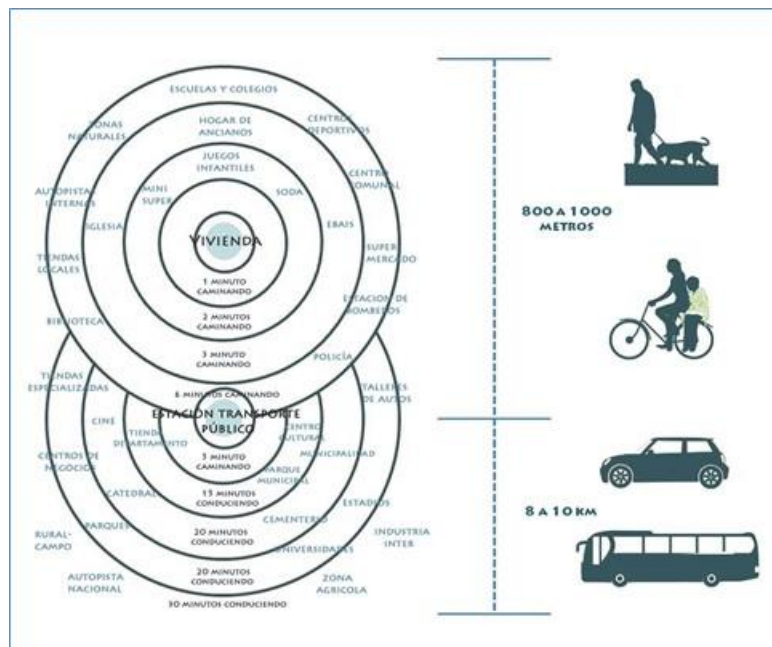 ESCUELAS Y COLEGIOS
ZONAS
NATURALES
HOGAR DE
ANCIANOS
CENTROS
DEPORTIVOS
JUEGOS
INFANTILES
AUTOPISTAS
INTERNAS
MINI
SUPER
SODA
CENTRO
COMUNAL
IGLESIA
EBAIS
VIVIENDA
SUPER
MERCADO
TIENDAS
LOCALES
1 MINUTO
CAMINANDO
ESTACIÓN DE
BOMBEROS
2 MINUTOS
CAMINANDO
BIBLIOTECA
3 MINUTO
CAMINANDO
POLICÍA
TIENDAS
ESPECIALIZADAS
TALLERES
DE AUTOS
6 MINUTOS CAMINANDO
ESTACIÓN TRANSPORTE
PÚBLICO
CINE
TIENDA
DEPARTAMENTO
CENTRO
CULTURAL
CENTROS DE
NEGOCIOS
5 MINUTO
CAMINANDO
MUNICIPALIDAD
PARQUE
MUNICIPAL
CATEDRAL
15 MINUTOS
CONDUCIENDO
ESTADIOS
PARQUES
CEMENTERIO
RURAL-
CAMPO
20 MINUTOS
CONDUCIENDO
INDUSTRIA
INTER
UNIVERSIDADES
AUTOPISTA
NACIONAL
20 MINUTOS
CONDUCIENDO
ZONA
AGRICOLA
30 MINUTOS CONDUCIENDO
800 A 1000
METROS
8 A 10 KM